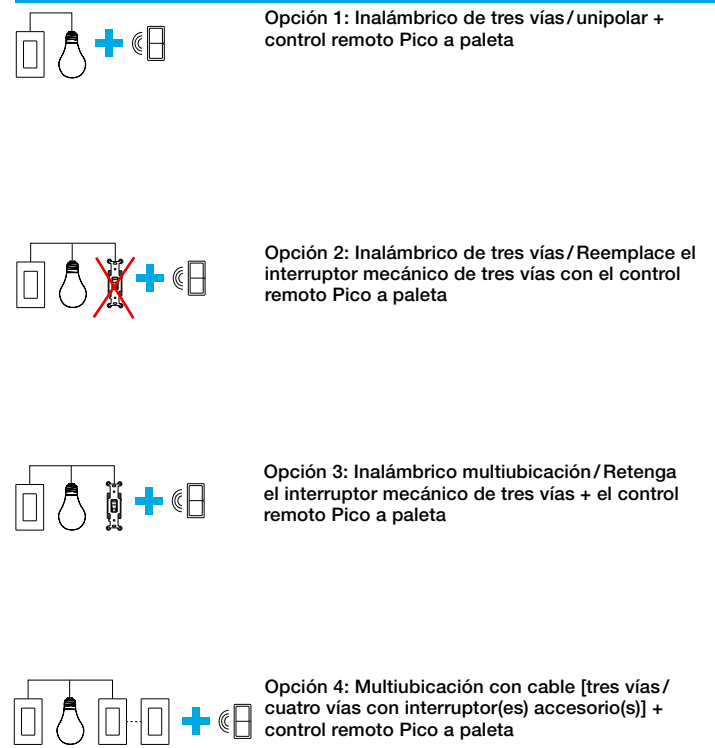 Opción 1: Inalámbrico de tres vías/unipolar +
control remoto Pico a paleta
Opción 2: Inalámbrico de tres vías/Reemplace el
interruptor mecánico de tres vías con el control
remoto Pico a paleta
Opción 3: Inalámbrico multiubicación/Retenga
el interruptor mecánico de tres vías + el control
remoto Pico a paleta
Opción 4: Multiubicación con cable [tres vías/
cuatro vías con interruptor(es) accesorio(s)] +
control remoto Pico a paleta